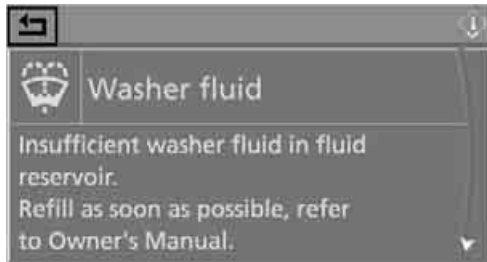 Washer fluid
Insufficient washer fluid in fluid
reservoir.
Refill as soon as possible, refer
to Owner's Manual.